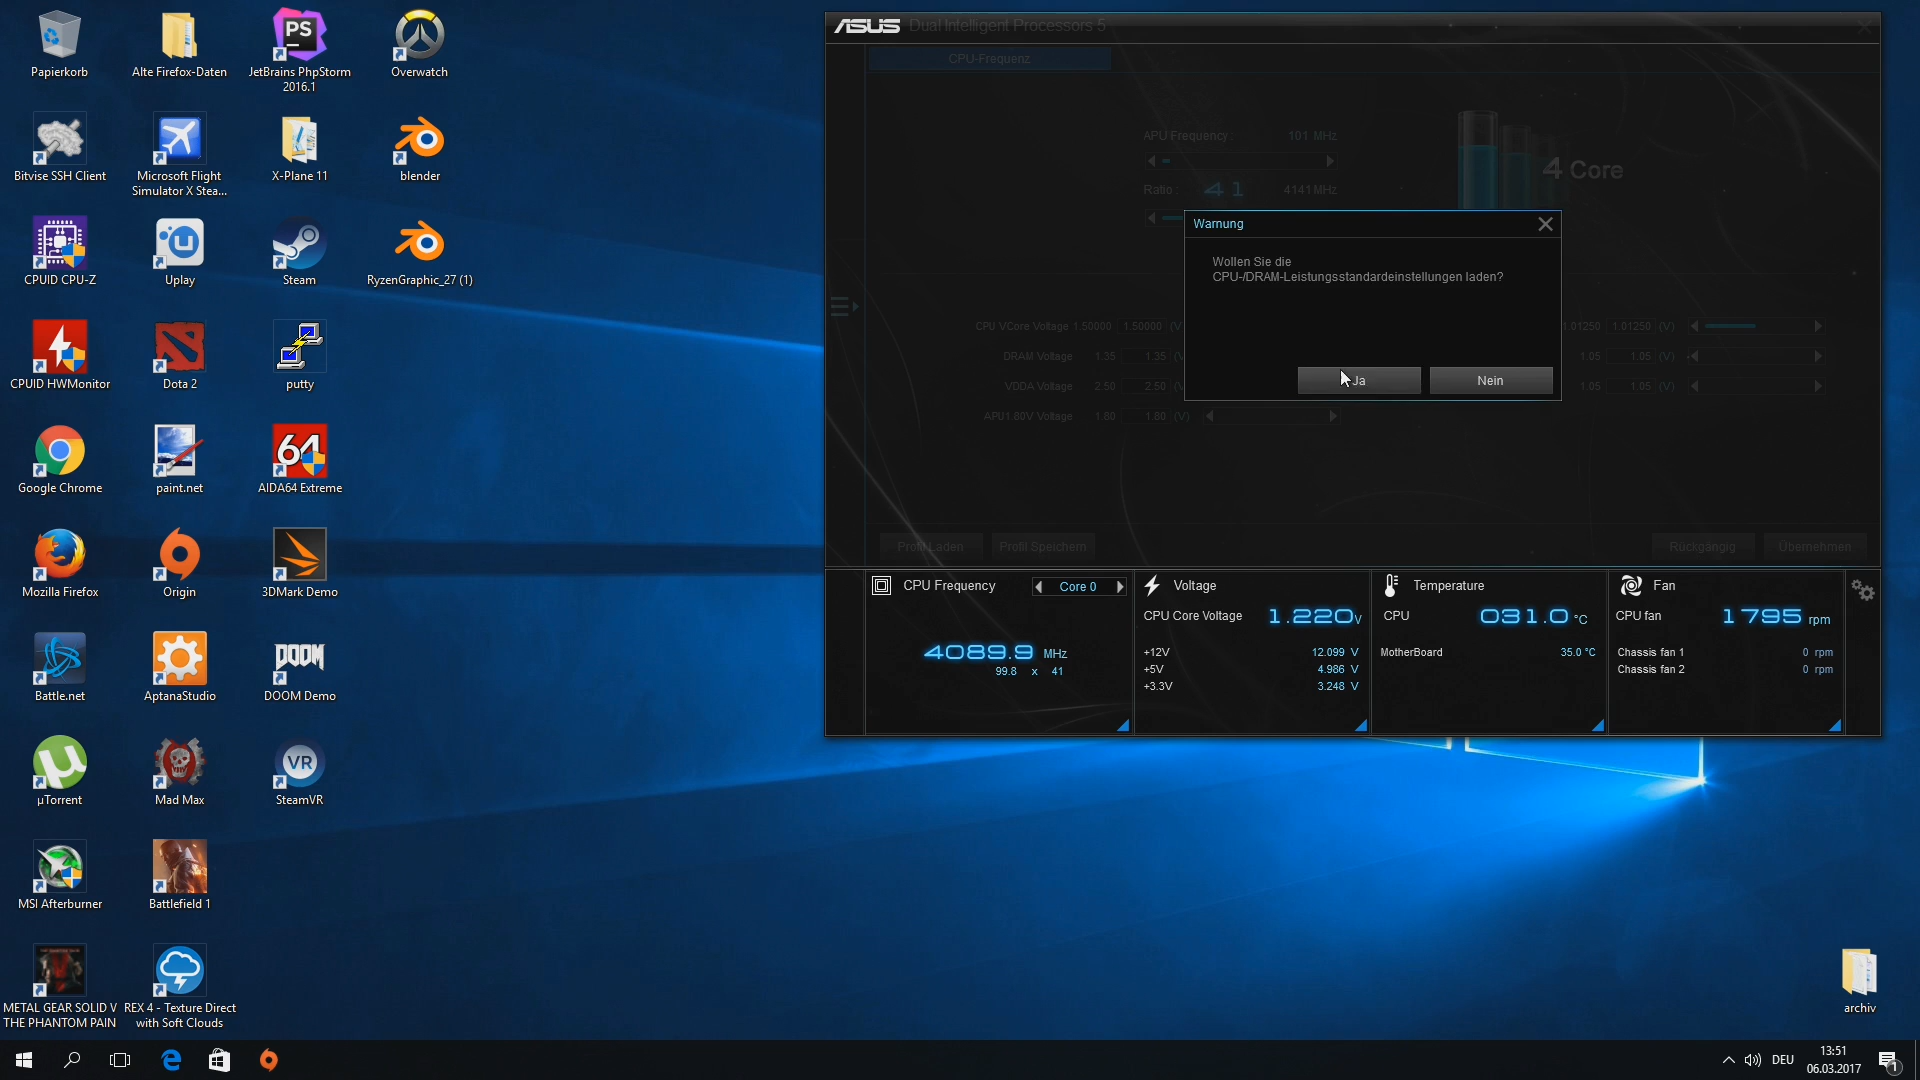 Papierkorb
Alte Firefox-Daten
PS
JetBrains PhpStorm
2016.1
Overwatch
Bitvise SSH Client
Microsoft Flight
Simulator X Stea...
X-Plane 11
blender
CPUID CPU-Z
Uplay
Steam
RyzenGraphic_27 (1)
CPUID HWMonitor
Dota 2
putty
Google Chrome
paint.net
64
AIDA64 Extreme
Mozilla Firefox
Origin
3DMark Demo
Battle.net
AptanaStudio
DOOM
DOOM Demo
µTorrent
Mad Max
VR
SteamVR
MSI Afterburner
Battlefield 1
METAL GEAR SOLID V
THE PHANTOM PAIN
REX 4 - Texture Direct
with Soft Clouds
archiv
ASUS Dual Intelligent Processors 5
CPU-Frequenz
APU Frequency: 101 MHz
Ratio : 41 4141MHz
4 Core
Warnung
Wollen Sie die
CPU-/DRAM-Leistungsstandardeinstellungen laden?
Ja
Nein
CPU VCore Voltage 1.50000 1.50000 (V
1.01250 1.01250 (V)
DRAM Voltage 1.35 1.35 (V
1.05 1.05 (V)
VDDA Voltage 2.50 2.50 (V
1.05 1.05 (V)
APU1.80V Voltage 1.80 1.80 (V)
Profil Laden
Profil Speichern
Rückgängig
Übernehmen
CPU Frequency
Core 0
4089.9 MHz
99.8 x 41
Voltage
CPU Core Voltage 1.220V
+12V 12.099 V
+5V 4.986 V
+3.3V 3.248 V
Temperature
CPU 031.0 °C
MotherBoard 35.0 °C
Fan
CPU fan 1795 rpm
Chassis fan 1 0 rpm
Chassis fan 2 0 rpm
DEU
13:51
06.03.2017
1